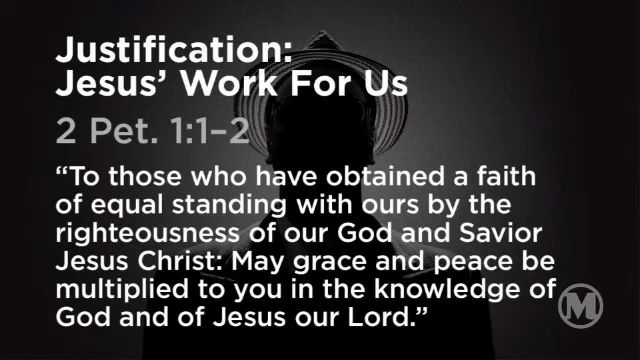 Justification:
Jesus’ Work For Us
2 Pet. 1:1–2
“To those who have obtained a faith
of equal standing with ours by the
righteousness of our God and Savior
Jesus Christ: May grace and peace be
multiplied to you in the knowledge of
God and of Jesus our Lord.”
M